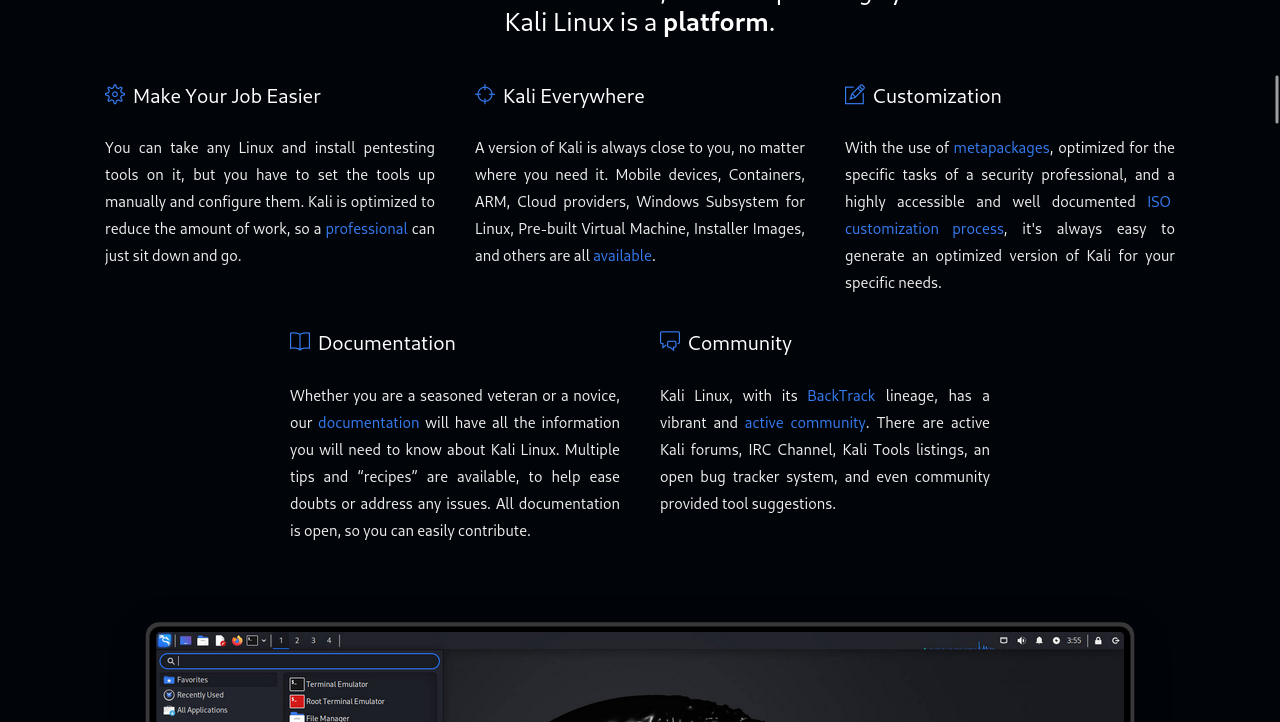 Kali Linux is a platform.
Make Your Job Easier
You can take any Linux and install pentesting
tools on it, but you have to set the tools up
manually and configure them. Kali is optimized to
reduce the amount of work, so a professional can
just sit down and go.
Kali Everywhere
A version of Kali is always close to you, no matter
where you need it. Mobile devices, Containers,
ARM, Cloud providers, Windows Subsystem for
Linux, Pre-built Virtual Machine, Installer Images,
and others are all available.
Customization
With the use of metapackages, optimized for the
specific tasks of a security professional, and a
highly accessible and well documented ISO
customization process, it's always easy to
generate an optimized version of Kali for your
specific needs.
Documentation
Whether you are a seasoned veteran or a novice,
our documentation will have all the information
you will need to know about Kali Linux. Multiple
tips and “recipes” are available, to help ease
doubts or address any issues. All documentation
is open, so you can easily contribute.
Community
Kali Linux, with its BackTrack lineage, has a
vibrant and active community. There are active
Kali forums, IRC Channel, Kali Tools listings, an
open bug tracker system, and even community
provided tool suggestions.
1 2 3 4
3:55
Favorites
Recently Used
All Applications
Terminal Emulator
Root Terminal Emulator
File Manager